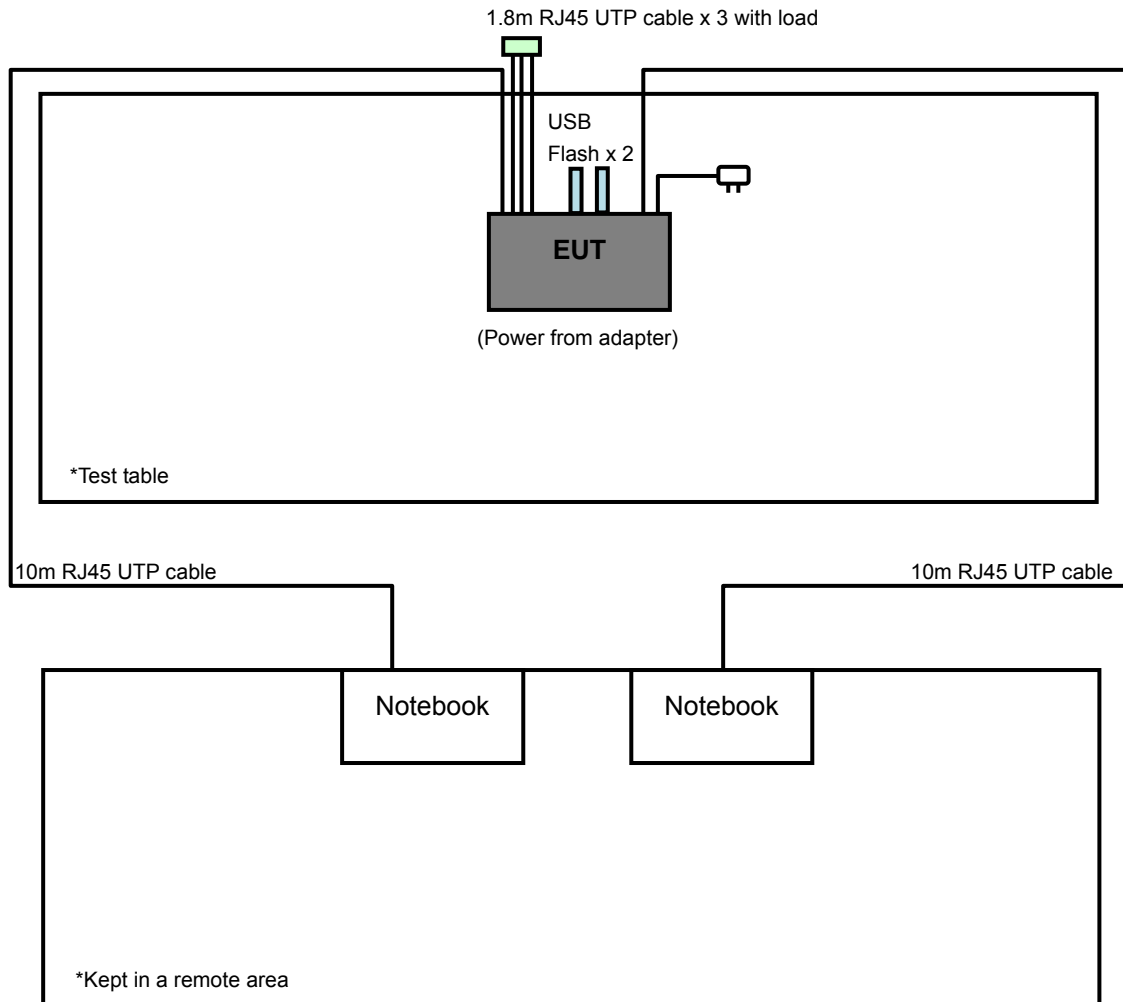 1.8m RJ45 UTP cable x 3 with load
USB
Flash x 2
EUT
(Power from adapter)
*Test table
10m RJ45 UTP cable
10m RJ45 UTP cable
Notebook
Notebook
*Kept in a remote area